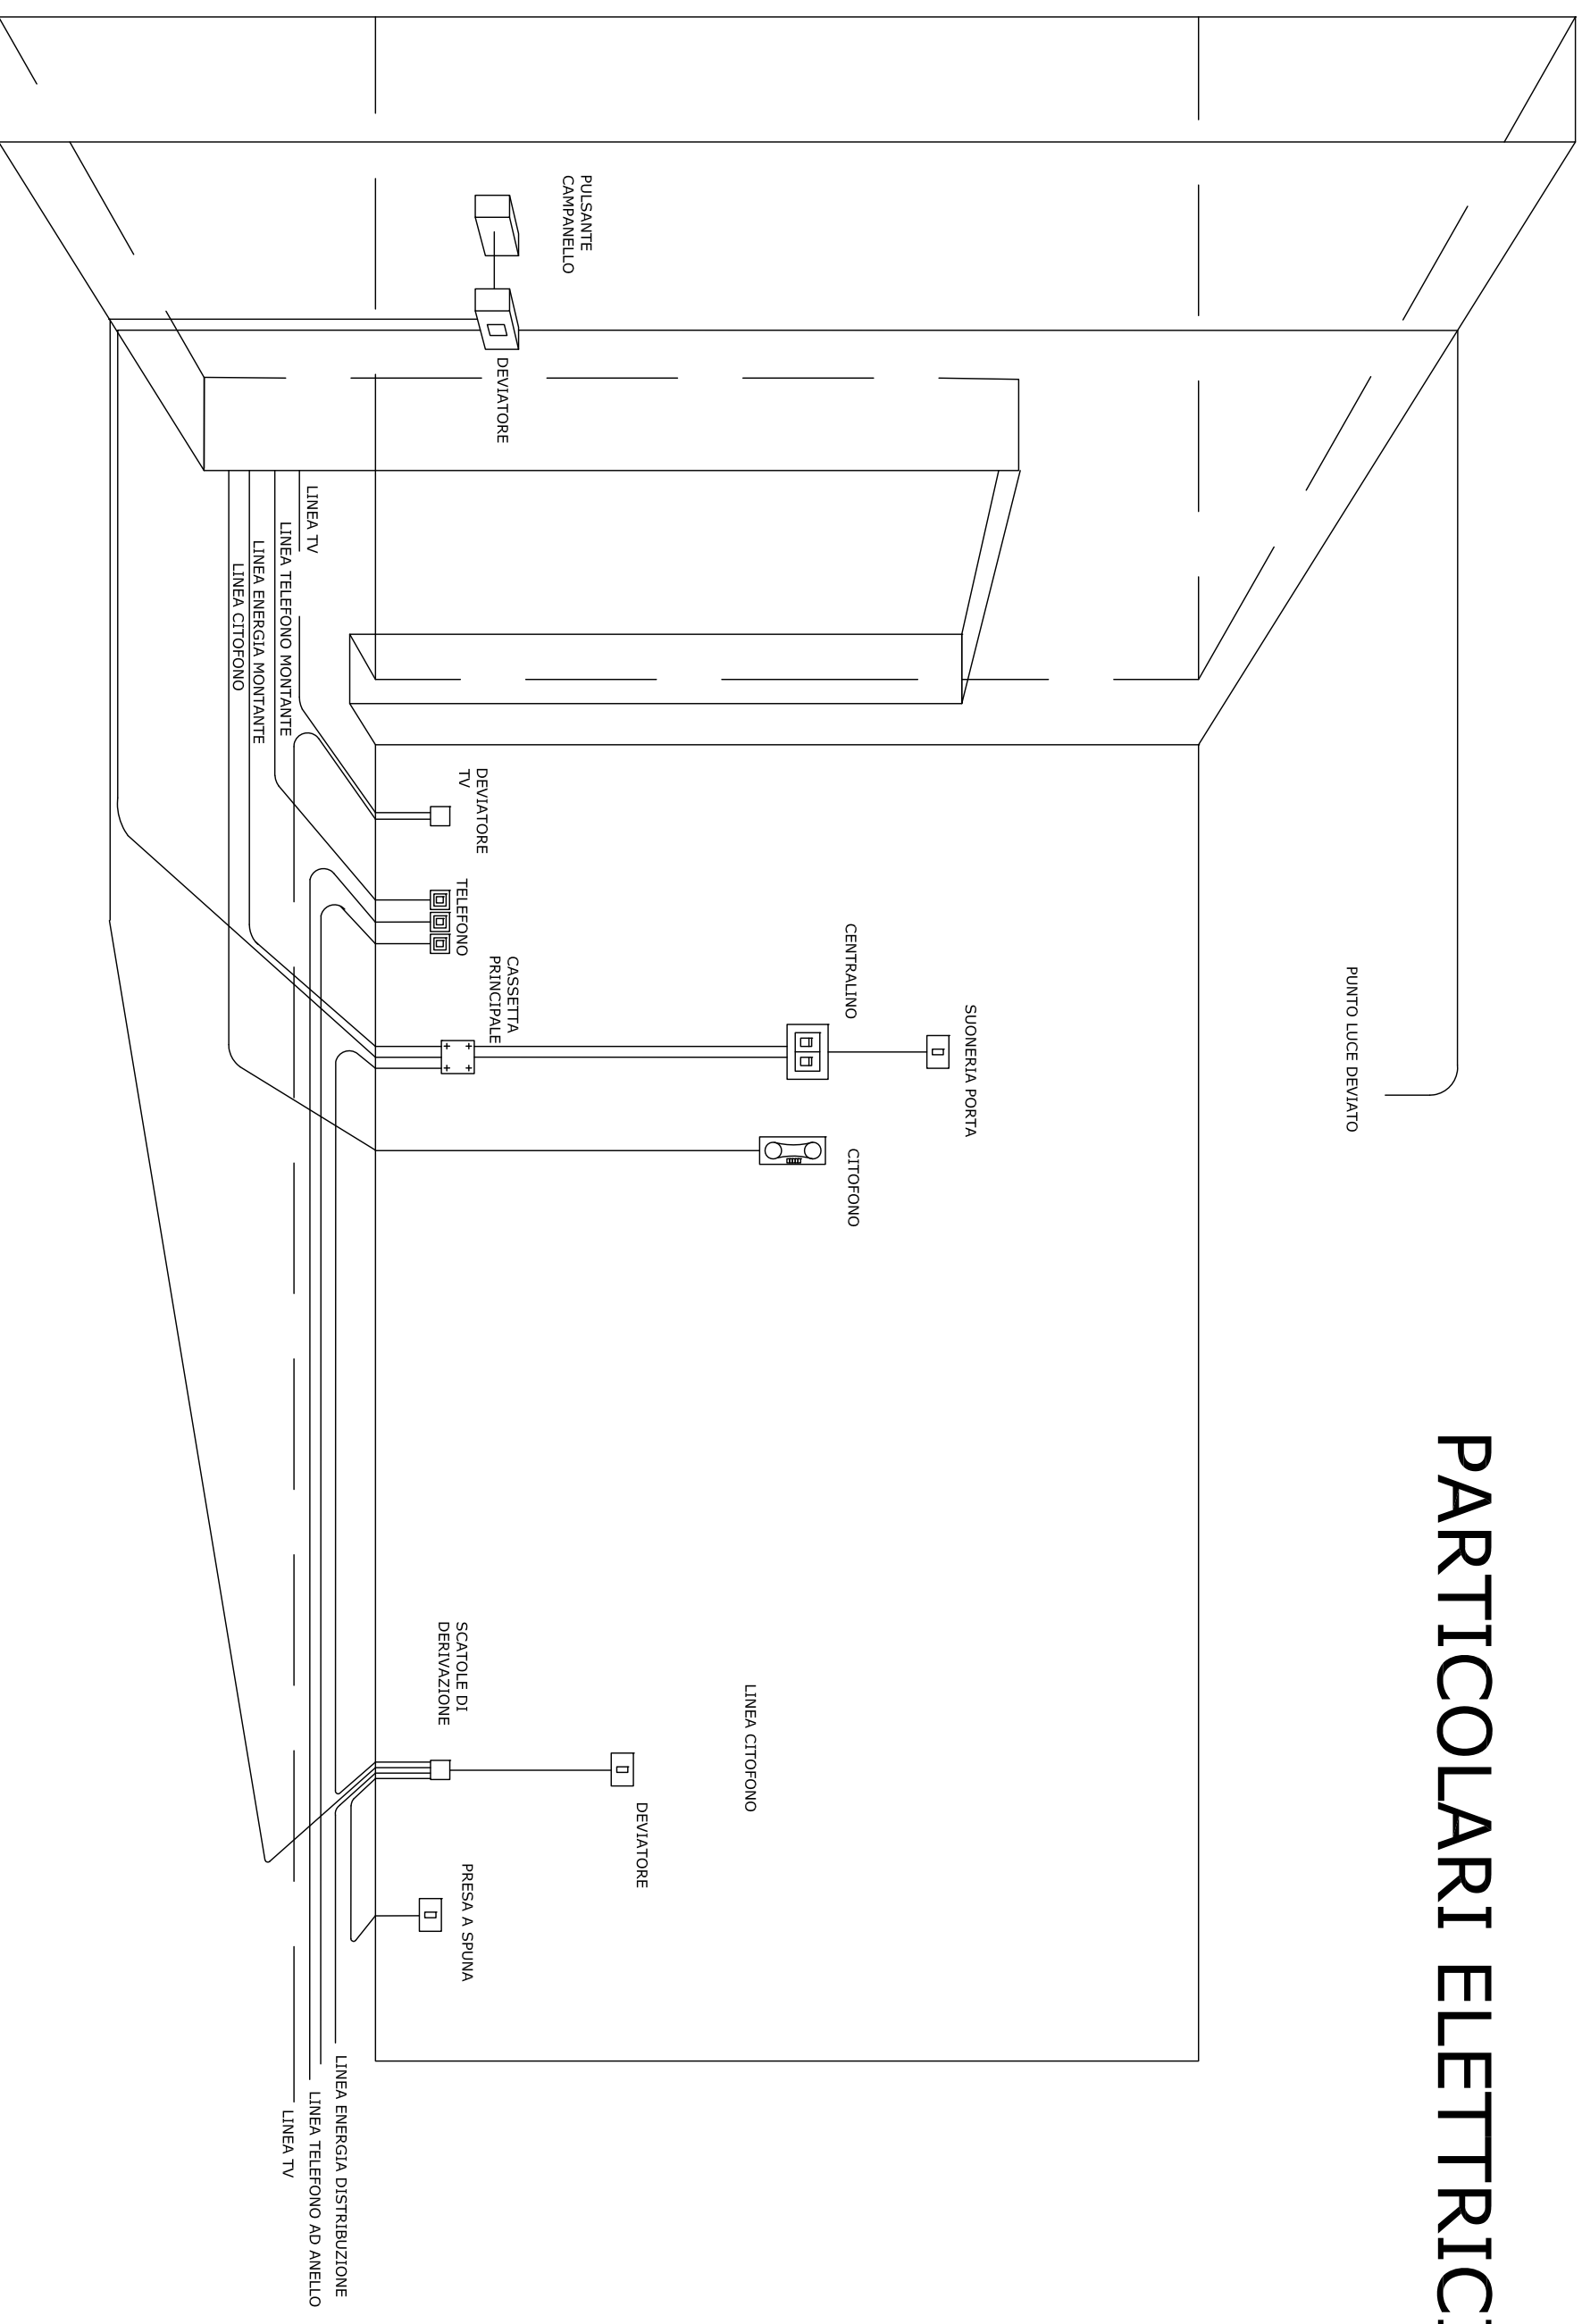 PARTICOLARI ELETTRIC
PUNTO LUCE DEVIATO
SUONERIA PORTA
CENTRALINO
CITOFONO
LINEA CITOFONO
DEVIATORE
PULSANTE
CAMPANELLO
DEVIATORE
CASSETTA
PRINCIPALE
DEVIATORE
TV
TELEFONO
SCATOLE DI
DERIVAZIONE
PRESA A SPUNA
LINEA TV
LINEA TELEFONO MONTANTE
LINEA ENERGIA MONTANTE
LINEA CITOFONO
LINEA ENERGIA DISTRIBUZIONE
LINEA TELEFONO AD ANELLO
LINEA TV